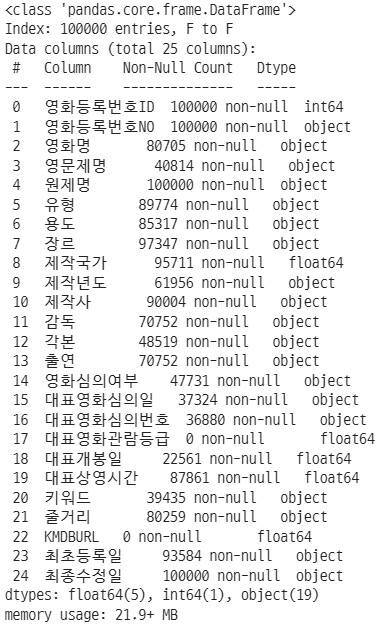 <class 'pandas.core.frame.DataFrame'>
Index: 100000 entries, F to F
Data columns (total 25 columns):
 #   Column    Non-Null Count   Dtype
---  ------    --------------   -----
 0   영화등록번호ID  100000 non-null  int64
 1   영화등록번호NO  100000 non-null  object
 2   영화명       80705 non-null   object
 3   영문제명      40814 non-null   object
 4   원제명       100000 non-null  object
 5   유형        89774 non-null   object
 6   용도        85317 non-null   object
 7   장르        97347 non-null   object
 8   제작국가      95711 non-null   float64
 9   제작년도      61956 non-null   object
 10  제작사       90004 non-null   object
 11  감독        70752 non-null   object
 12  각본        48519 non-null   object
 13  출연        70752 non-null   object
 14  영화심의여부    47731 non-null   object
 15  대표영화심의일   37324 non-null   object
 16  대표영화심의번호  36880 non-null   object
 17  대표영화관람등급  0 non-null       float64
 18  대표개봉일     22561 non-null   float64
 19  대표상영시간    87861 non-null   float64
 20  키워드       39435 non-null   object
 21  줄거리       80259 non-null   object
 22  KMDBURL   0 non-null       float64
 23  최초등록일     93584 non-null   object
 24  최종수정일     100000 non-null  object
dtypes: float64(5), int64(1), object(19)
memory usage: 21.9+ MB